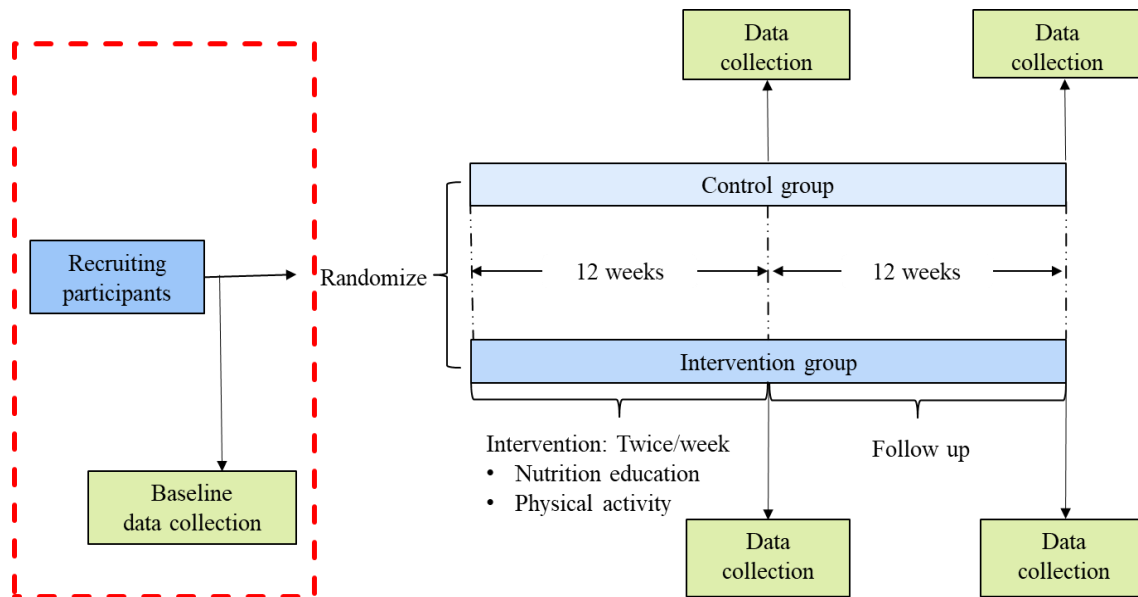 Data
collection
Data
collection
Control group
Recruiting
participants
Randomize
12 weeks
12 weeks
Intervention group
Intervention: Twice/week
• Nutrition education
• Physical activity
Follow up
Baseline
data collection
Data
collection
Data
collection